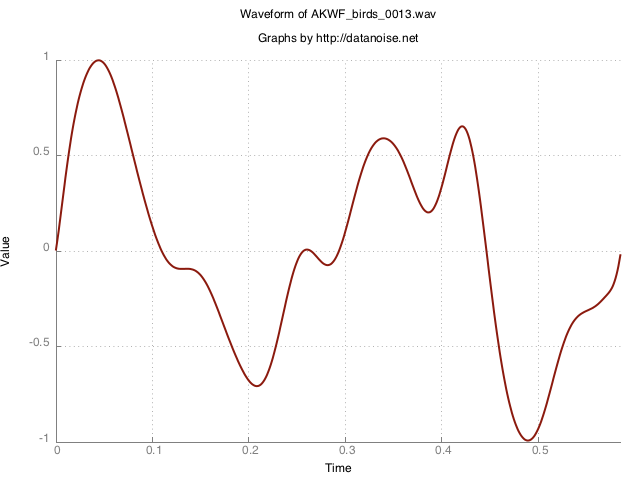 Waveform of AKWF_birds_0013.wav
Graphs by http://datanoise.net
1
0.5
0
-0.5
-1
Value
0 0.1 0.2 0.3 0.4 0.5
Time